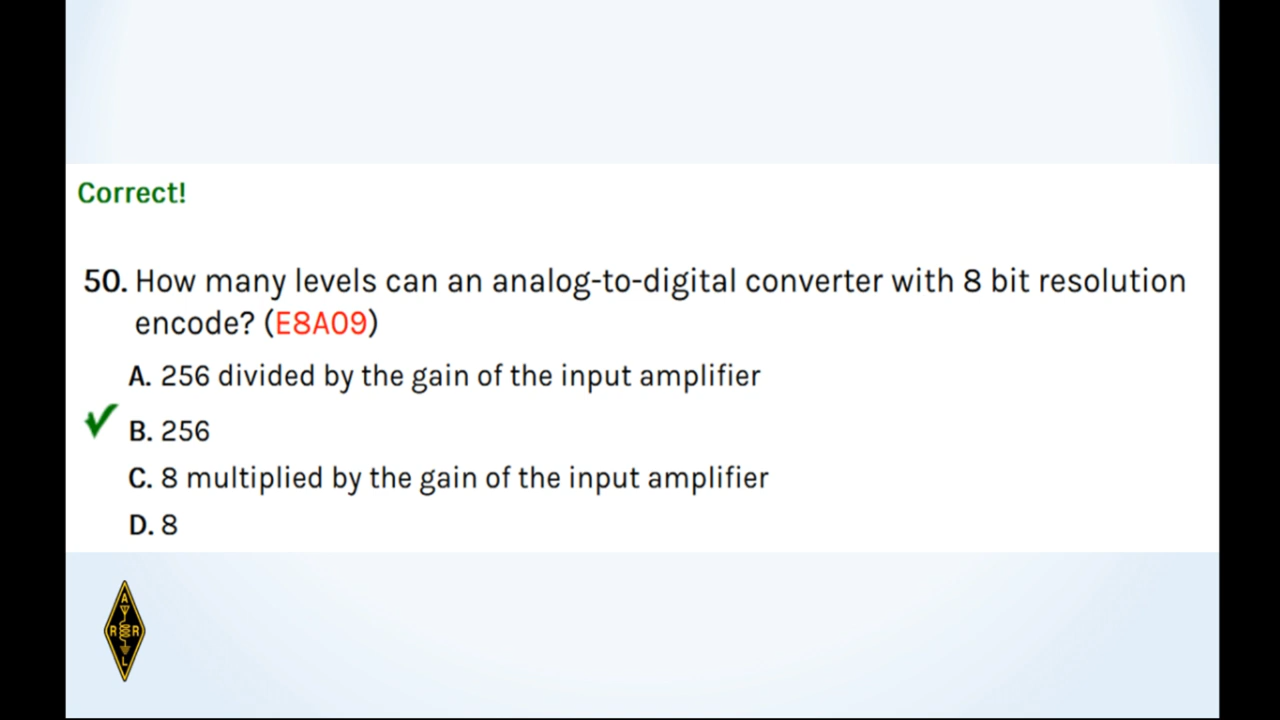 Correct!
50. How many levels can an analog-to-digital converter with 8 bit resolution
encode? (E8A09)
A. 256 divided by the gain of the input amplifier
B. 256
C. 8 multiplied by the gain of the input amplifier
D. 8
A
R R
L